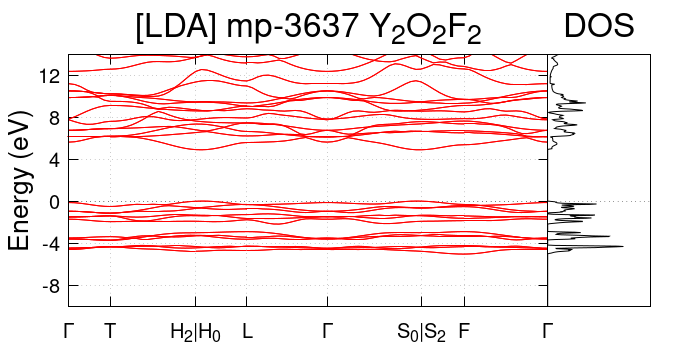 [LDA] mp-3637 Y₂O₂F₂ DOS
Energy (eV)
12
8
4
0
-4
-8
Γ T H₂|H₀ L Γ S₀|S₂ F Γ